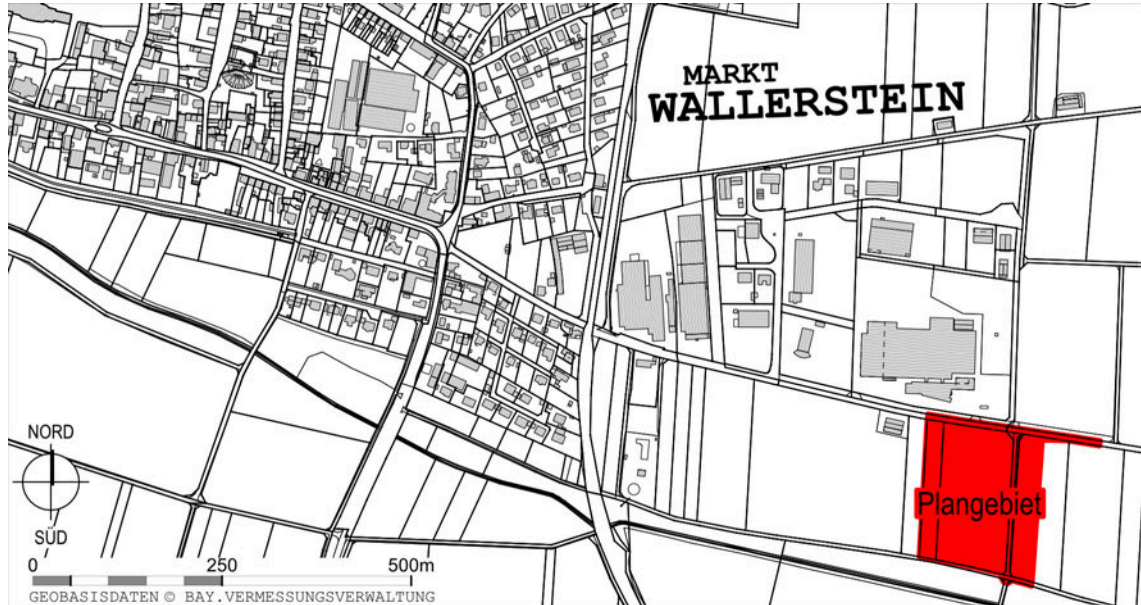 MARKT
WALLERSTEIN
Plangebiet
NORD
SÜD
0 250 500m
GEOBASISDATEN © BAY.VERMESSUNGSVERWALTUNG